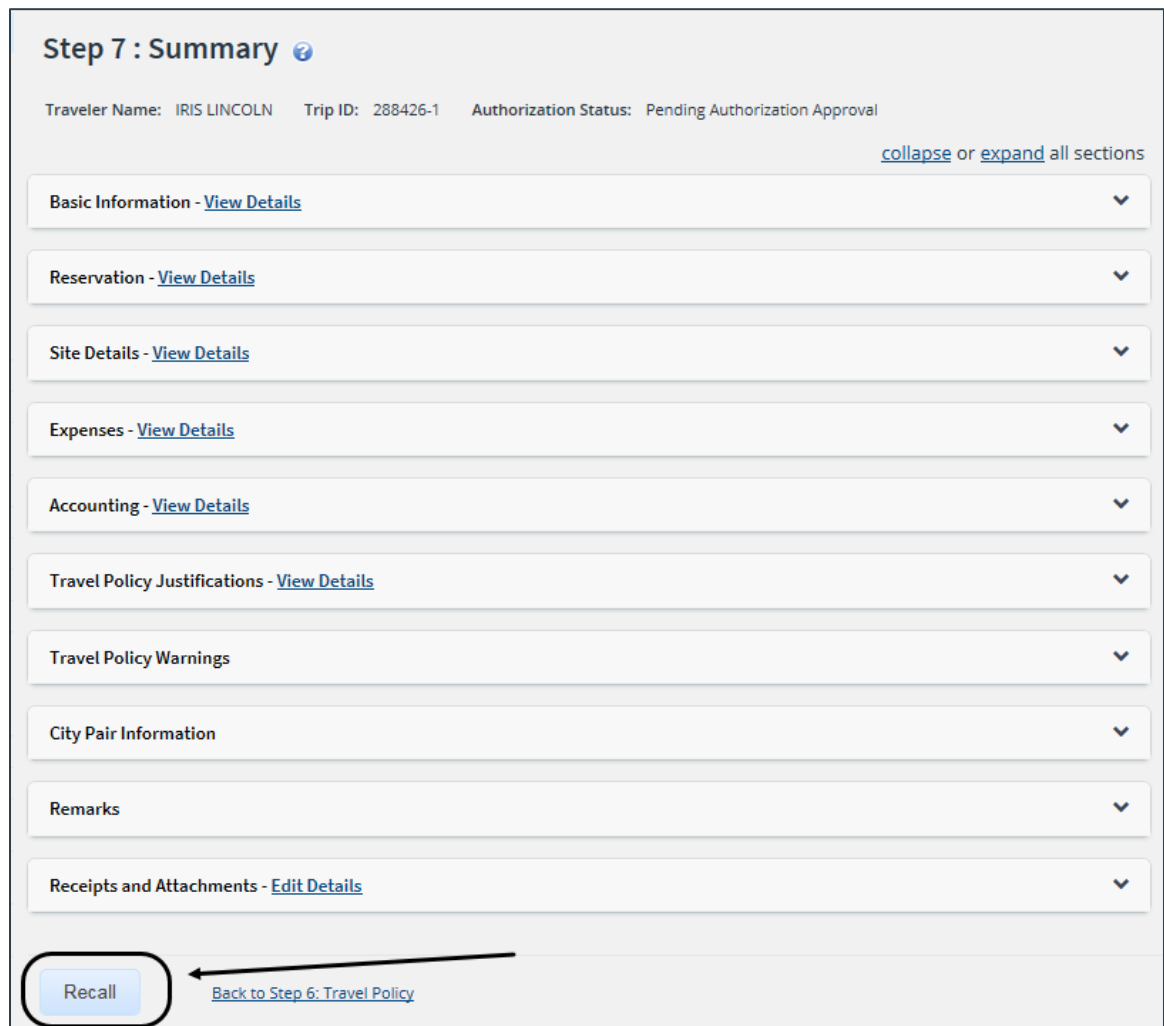 Step 7 : Summary
Traveler Name: IRIS LINCOLN Trip ID: 288426-1 Authorization Status: Pending Authorization Approval
collapse or expand all sections
Basic Information - View Details
Reservation - View Details
Site Details - View Details
Expenses - View Details
Accounting - View Details
Travel Policy Justifications - View Details
Travel Policy Warnings
City Pair Information
Remarks
Receipts and Attachments - Edit Details
Recall Back to Step 6: Travel Policy